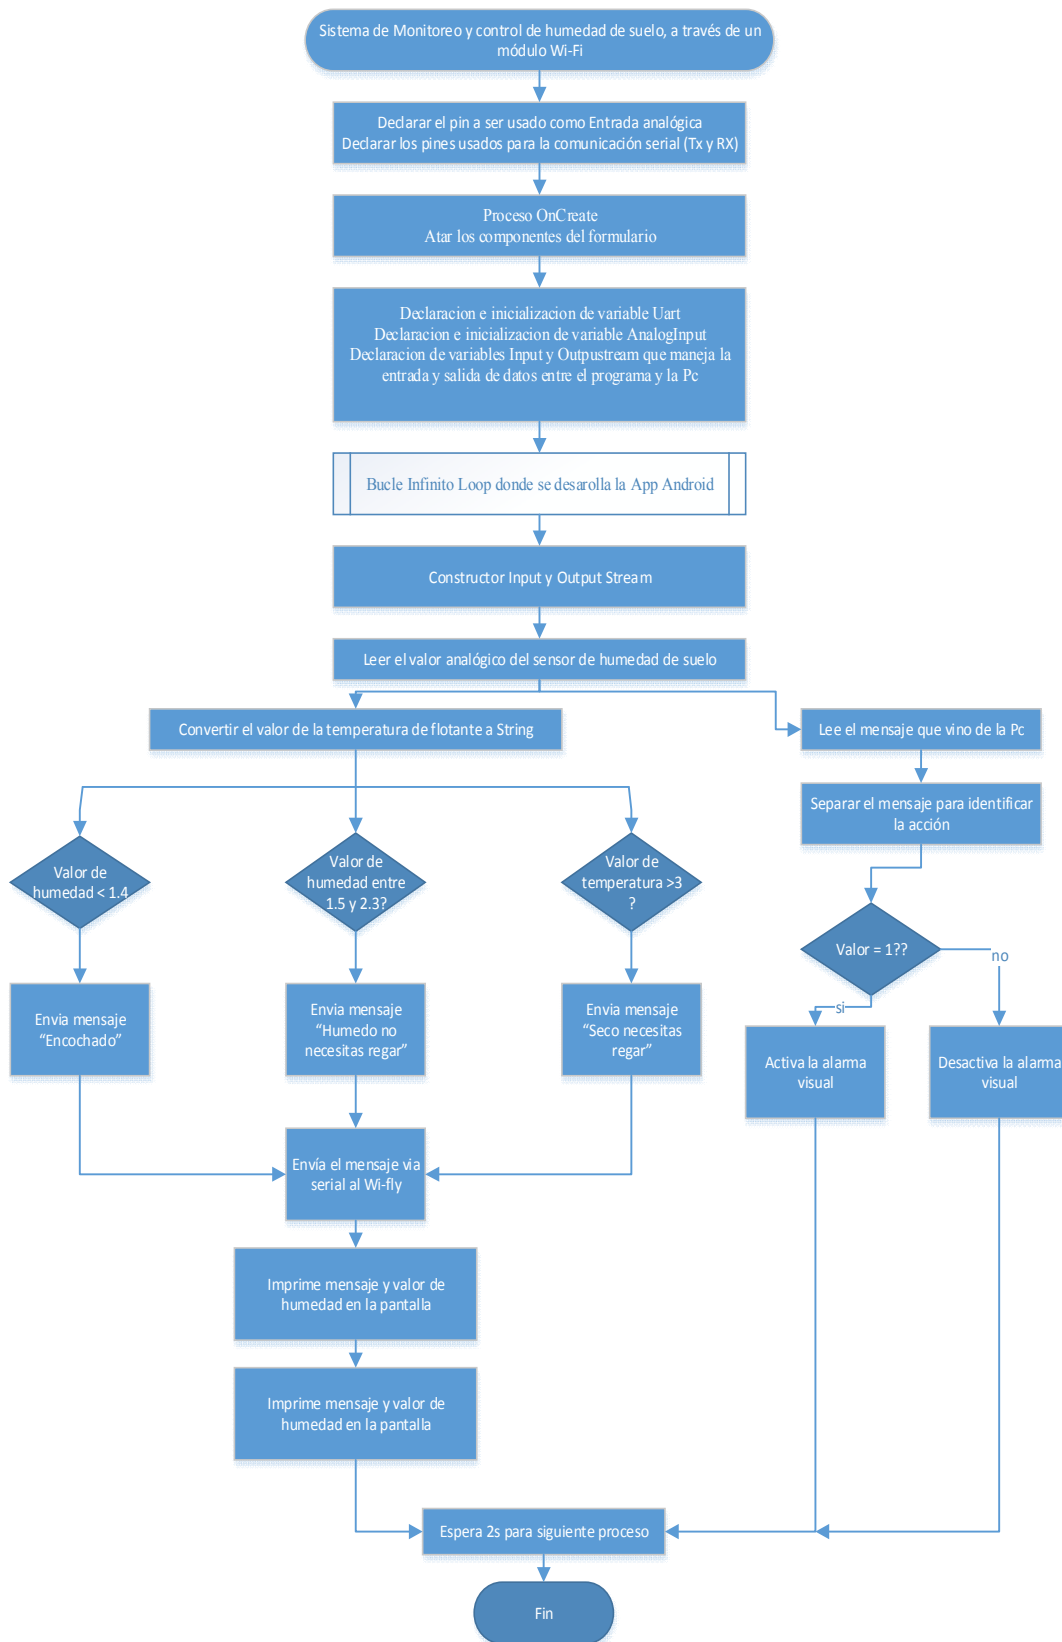 Sistema de Monitoreo y control de humedad de suelo, a través de un
módulo Wi-Fi
Declarar el pin a ser usado como Entrada analógica
Declarar los pines usados para la comunicación serial (Tx y RX)
Proceso OnCreate
Atar los componentes del formulario
Declaracion e inicializacion de variable Uart
Declaracion e inicializacion de variable AnalogInput
Declaracion de variables Input y Outpustream que maneja la
entrada y salida de datos entre el programa y la Pc
Bucle Infinito Loop donde se desarolla la App Android
Constructor Input y Output Stream
Leer el valor analógico del sensor de humedad de suelo
Convertir el valor de la temperatura de flotante a String
Lee el mensaje que vino de la Pc
Separar el mensaje para identificar
la acción
Valor de
humedad < 1.4
Valor de
humedad entre
1.5 y 2.3?
Valor de
temperatura >3
?
Valor = 1??
no
si
Envia mensaje
“Encochado”
Envia mensaje
“Humedo no
necesitas regar”
Envia mensaje
“Seco necesitas
regar”
Activa la alarma
visual
Desactiva la alarma
visual
Envía el mensaje via
serial al Wi-fly
Imprime mensaje y valor de
humedad en la pantalla
Imprime mensaje y valor de
humedad en la pantalla
Espera 2s para siguiente proceso
Fin